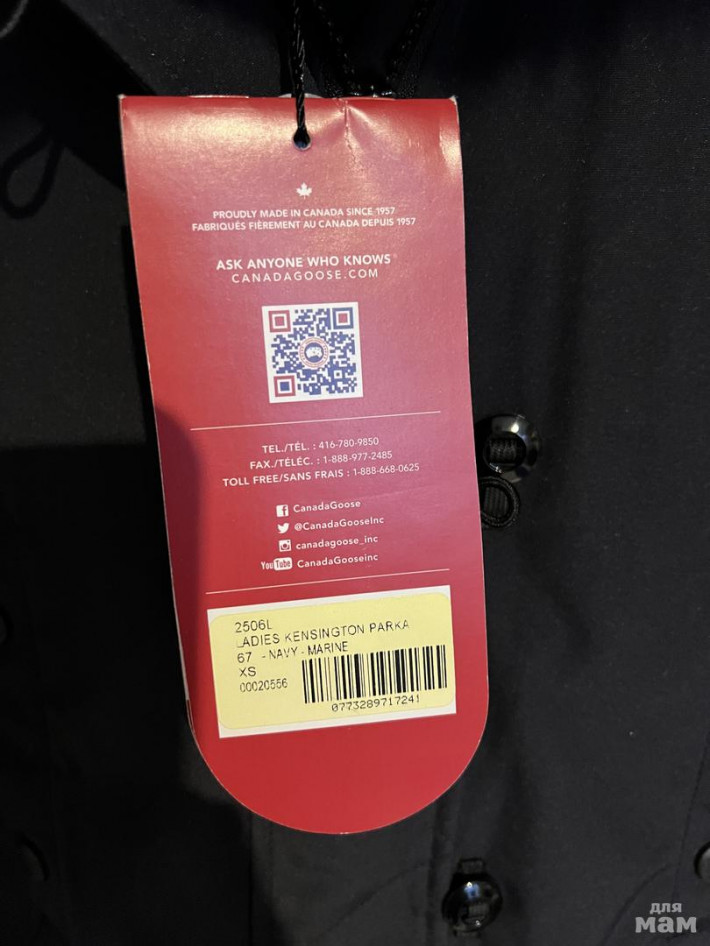 PROUDLY MADE IN CANADA SINCE 1957
FABRIQUÉS FIÈREMENT AU CANADA DEPUIS 1957
ASK ANYONE WHO KNOWS®
CANADAGOOSE.COM
TEL./TÉL. : 416-780-9850
FAX./TÉLÉC. : 1-888-977-2485
TOLL FREE/SANS FRAIS : 1-888-668-0625
CanadaGoose
@CanadaGooseInc
canadagoose_inc
YouTube CanadaGooseinc
2506L
LADIES KENSINGTON PARKA
67 - NAVY - MARINE
XS
00020556
0773289717241
для
мам